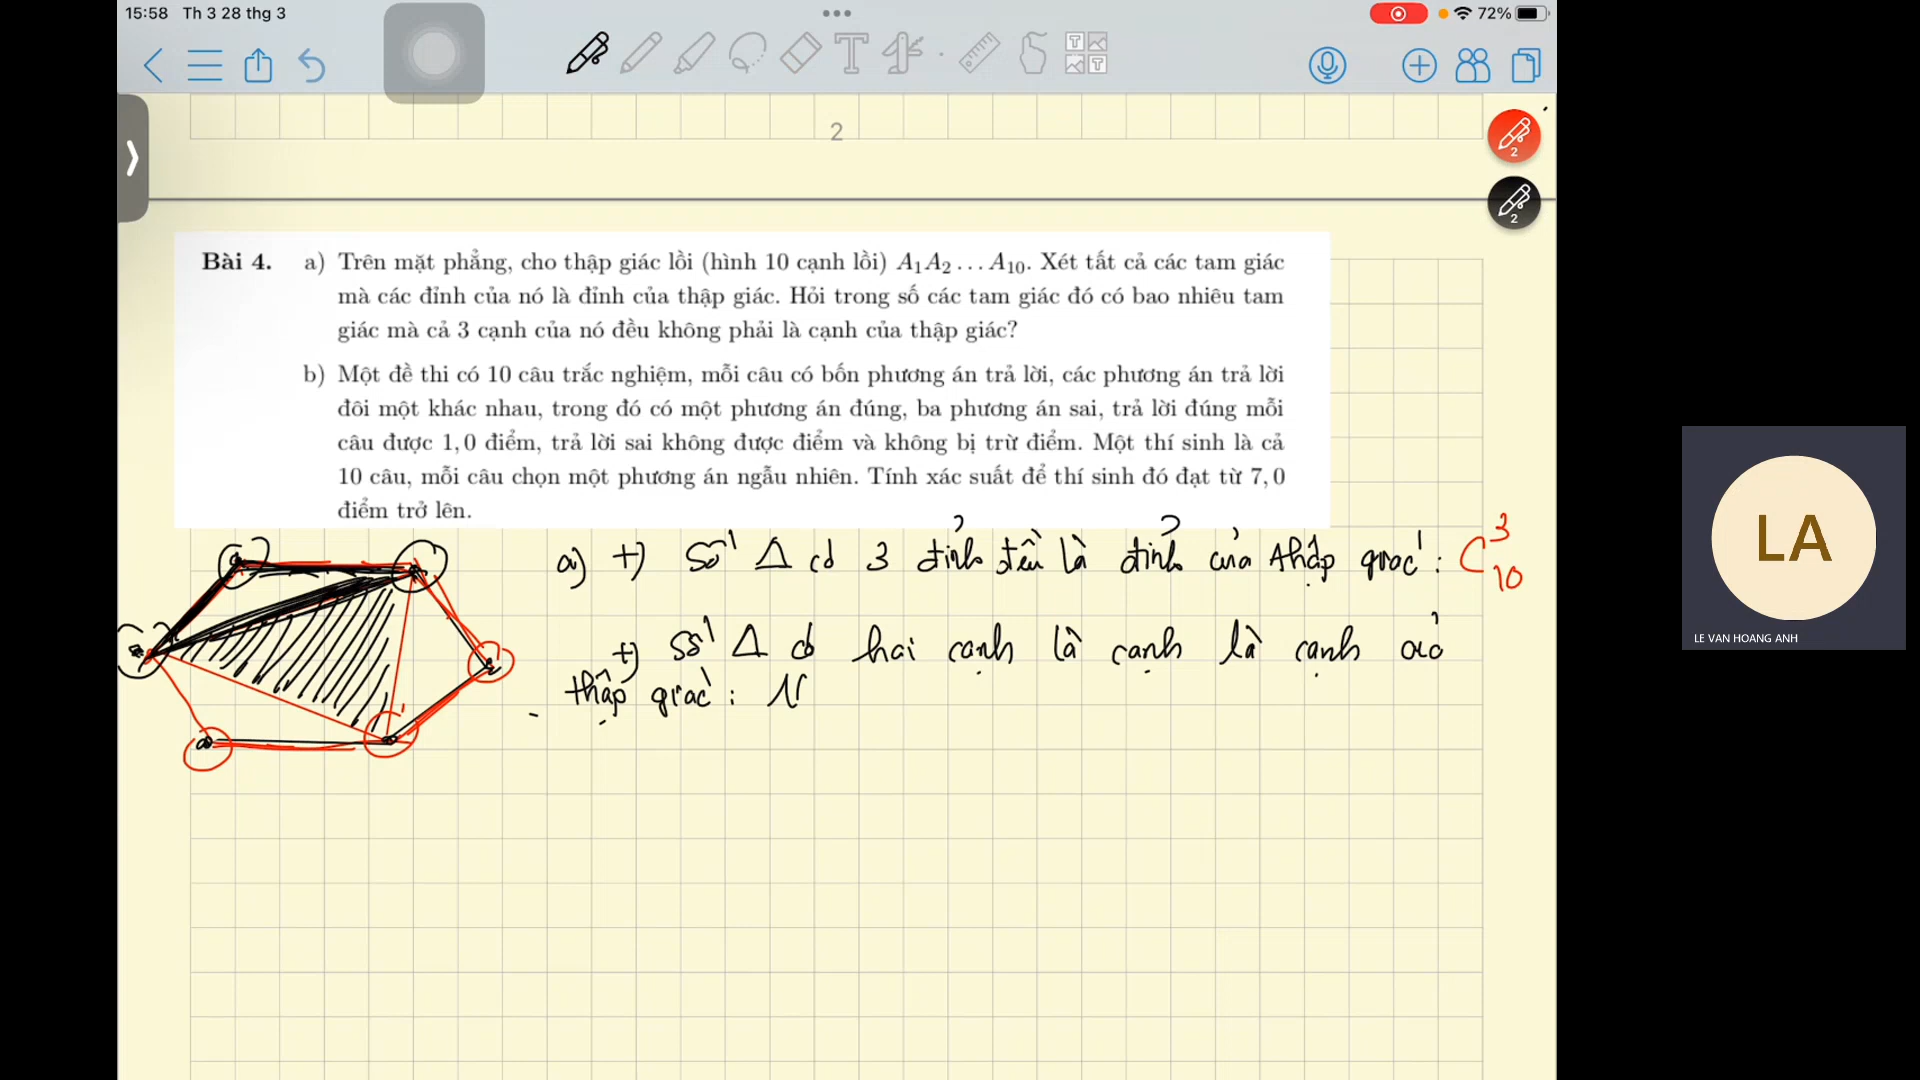 15:58 Th 3 28 thg 3
72%
2
2
2
Bài 4. a) Trên mặt phẳng, cho thập giác lồi (hình 10 cạnh lồi) A₁A₂...A₁₀. Xét tất cả các tam giác
mà các đỉnh của nó là đỉnh của thập giác. Hỏi trong số các tam giác đó có bao nhiêu tam
giác mà cả 3 cạnh của nó đều không phải là cạnh của thập giác?
b) Một đề thi có 10 câu trắc nghiệm, mỗi câu có bốn phương án trả lời, các phương án trả lời
đôi một khác nhau, trong đó có một phương án đúng, ba phương án sai, trả lời đúng mỗi
câu được 1,0 điểm, trả lời sai không được điểm và không bị trừ điểm. Một thí sinh là cả
10 câu, mỗi câu chọn một phương án ngẫu nhiên. Tính xác suất để thí sinh đó đạt từ 7,0
điểm trở lên.
a) +) Số Δ có 3 đỉnh đều là đỉnh của thập giác: C³₁₀
+) Số Δ có hai cạnh là cạnh là cạnh của
thập giác: N
LA
LE VAN HOANG ANH